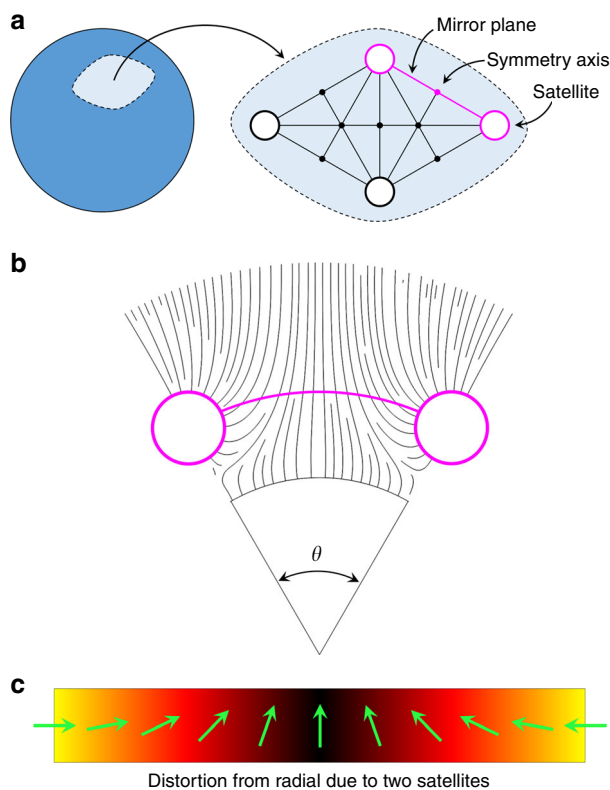 a
Mirror plane
Symmetry axis
Satellite
b
θ
c
Distortion from radial due to two satellites